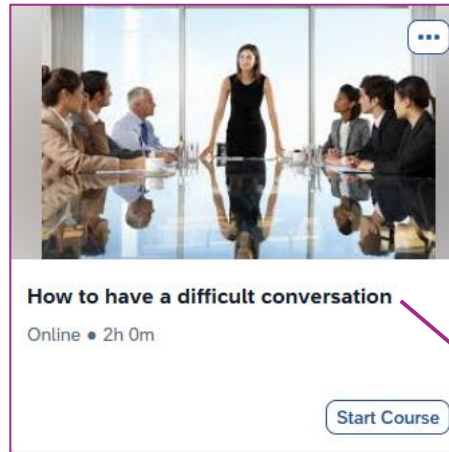 How to have a difficult conversation
Online • 2h 0m
Start Course